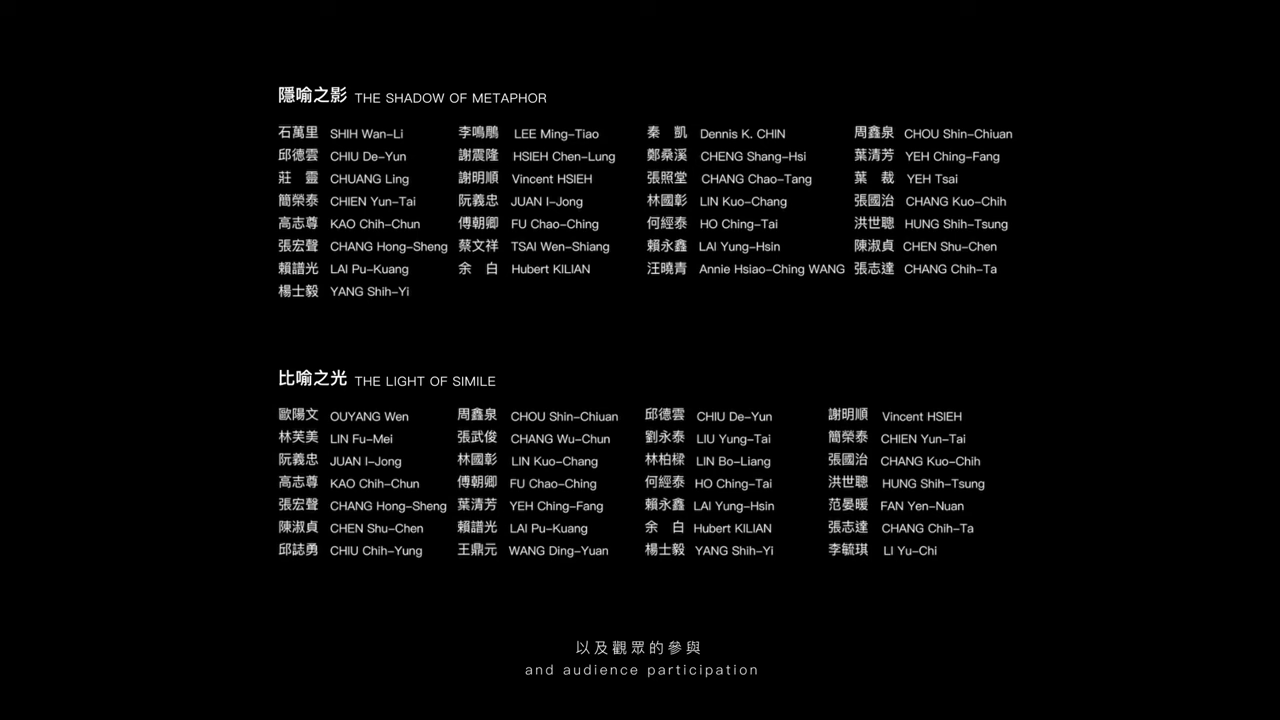 隱喻之影 THE SHADOW OF METAPHOR
石萬里 SHIH Wan-Li 李鳴鵰 LEE Ming-Tiao 秦　凱 Dennis K. CHIN 周鑫泉 CHOU Shin-Chiuan
邱德雲 CHIU De-Yun 謝震隆 HSIEH Chen-Lung 鄭桑溪 CHENG Shang-Hsi 葉清芳 YEH Ching-Fang
莊　靈 CHUANG Ling 謝明順 Vincent HSIEH 張照堂 CHANG Chao-Tang 葉　裁 YEH Tsai
簡榮泰 CHIEN Yun-Tai 阮義忠 JUAN I-Jong 林國彰 LIN Kuo-Chang 張國治 CHANG Kuo-Chih
高志尊 KAO Chih-Chun 傅朝卿 FU Chao-Ching 何經泰 HO Ching-Tai 洪世聰 HUNG Shih-Tsung
張宏聲 CHANG Hong-Sheng 蔡文祥 TSAI Wen-Shiang 賴永鑫 LAI Yung-Hsin 陳淑貞 CHEN Shu-Chen
賴譜光 LAI Pu-Kuang 余　白 Hubert KILIAN 汪曉青 Annie Hsiao-Ching WANG 張志達 CHANG Chih-Ta
楊士毅 YANG Shih-Yi
比喻之光 THE LIGHT OF SIMILE
歐陽文 OUYANG Wen 周鑫泉 CHOU Shin-Chiuan 邱德雲 CHIU De-Yun 謝明順 Vincent HSIEH
林芙美 LIN Fu-Mei 張武俊 CHANG Wu-Chun 劉永泰 LIU Yung-Tai 簡榮泰 CHIEN Yun-Tai
阮義忠 JUAN I-Jong 林國彰 LIN Kuo-Chang 林柏樑 LIN Bo-Liang 張國治 CHANG Kuo-Chih
高志尊 KAO Chih-Chun 傅朝卿 FU Chao-Ching 何經泰 HO Ching-Tai 洪世聰 HUNG Shih-Tsung
張宏聲 CHANG Hong-Sheng 葉清芳 YEH Ching-Fang 賴永鑫 LAI Yung-Hsin 范晏暖 FAN Yen-Nuan
陳淑貞 CHEN Shu-Chen 賴譜光 LAI Pu-Kuang 余　白 Hubert KILIAN 張志達 CHANG Chih-Ta
邱誌勇 CHIU Chih-Yung 王鼎元 WANG Ding-Yuan 楊士毅 YANG Shih-Yi 李毓琪 LI Yu-Chi
以及觀眾的參與
and audience participation